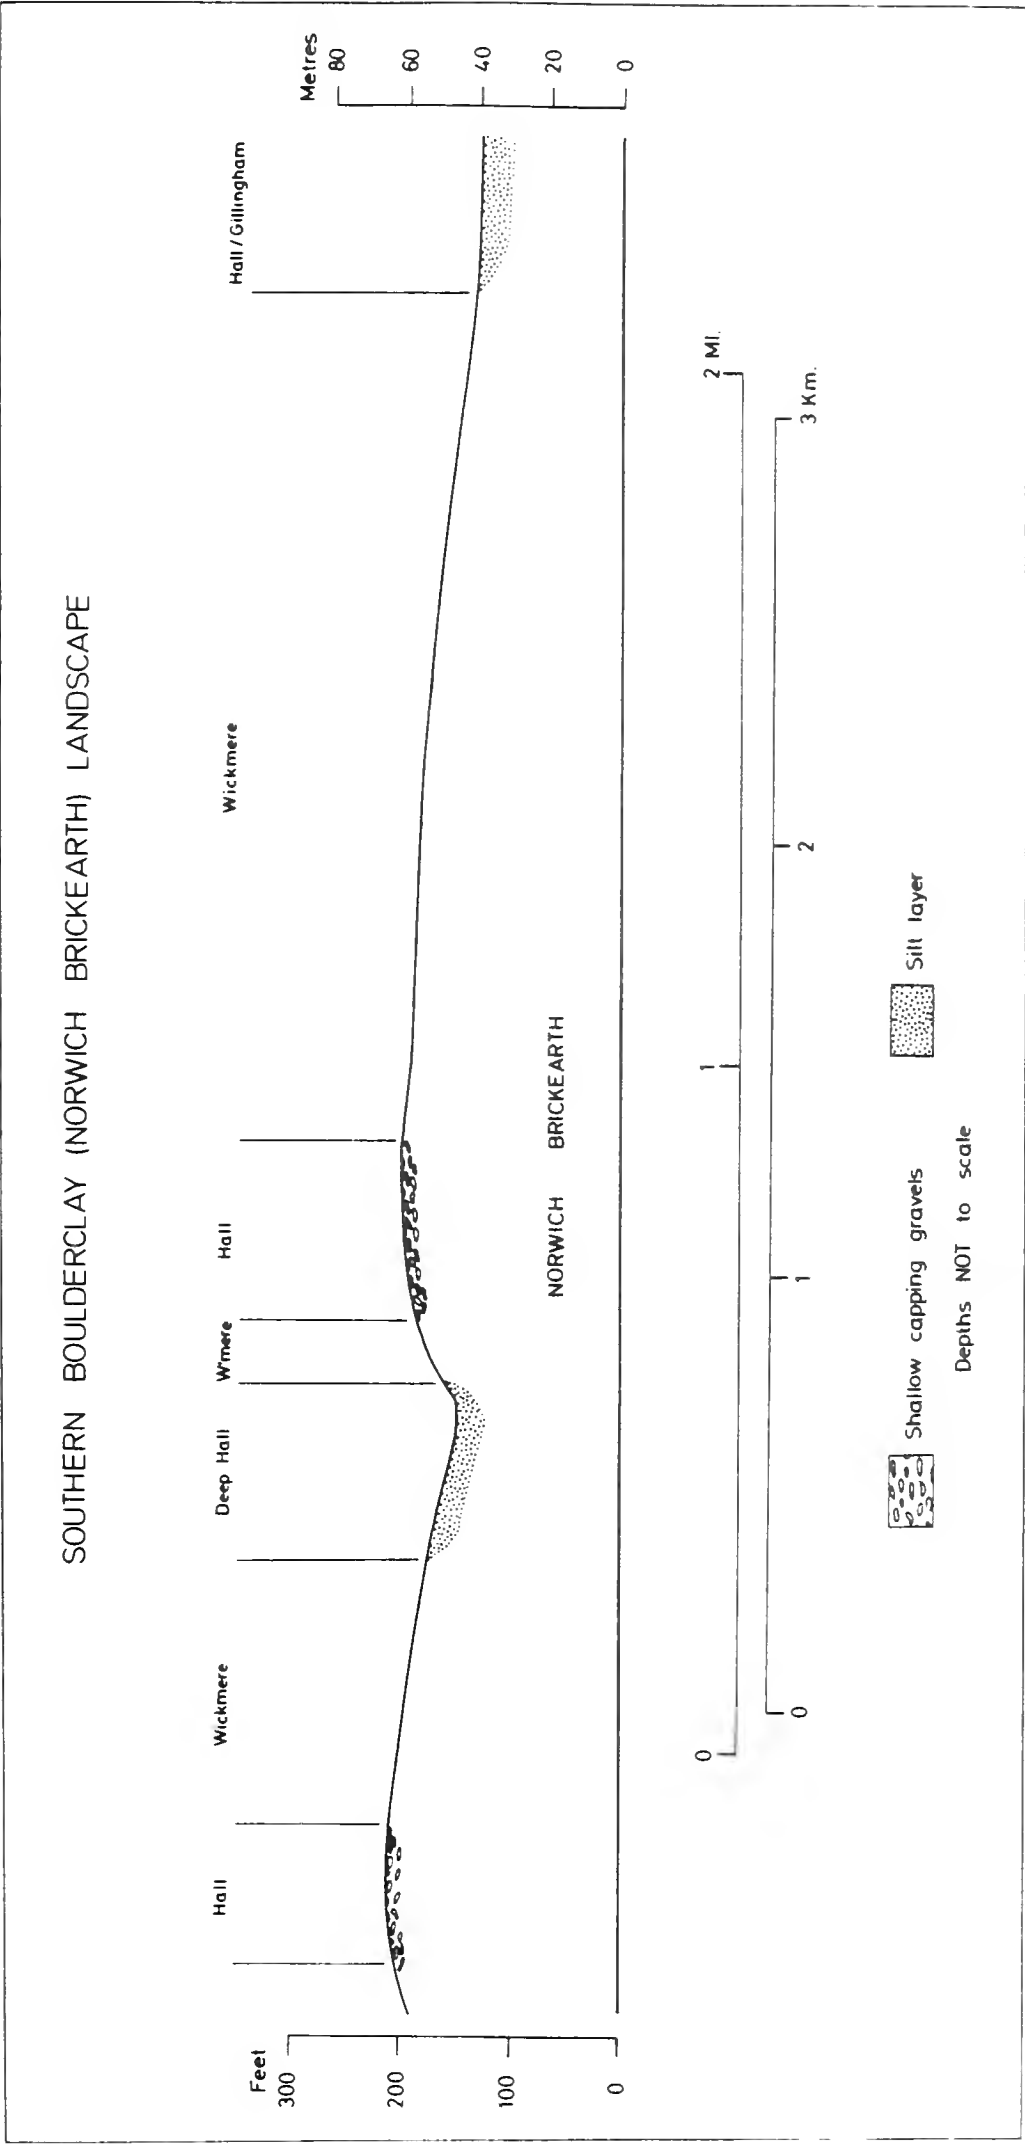 SOUTHERN BOULDERCLAY (NORWICH BRICKEARTH) LANDSCAPE
Hall Wickmere Deep Hall W'mere Hall Wickmere Hall / Gillingham
Feet
300
200
100
0
Metres
80
60
40
20
0
NORWICH BRICKEARTH
0 1 2 MI.
0 1 2 3 Km.
Shallow capping gravels Silt layer
Depths NOT to scale